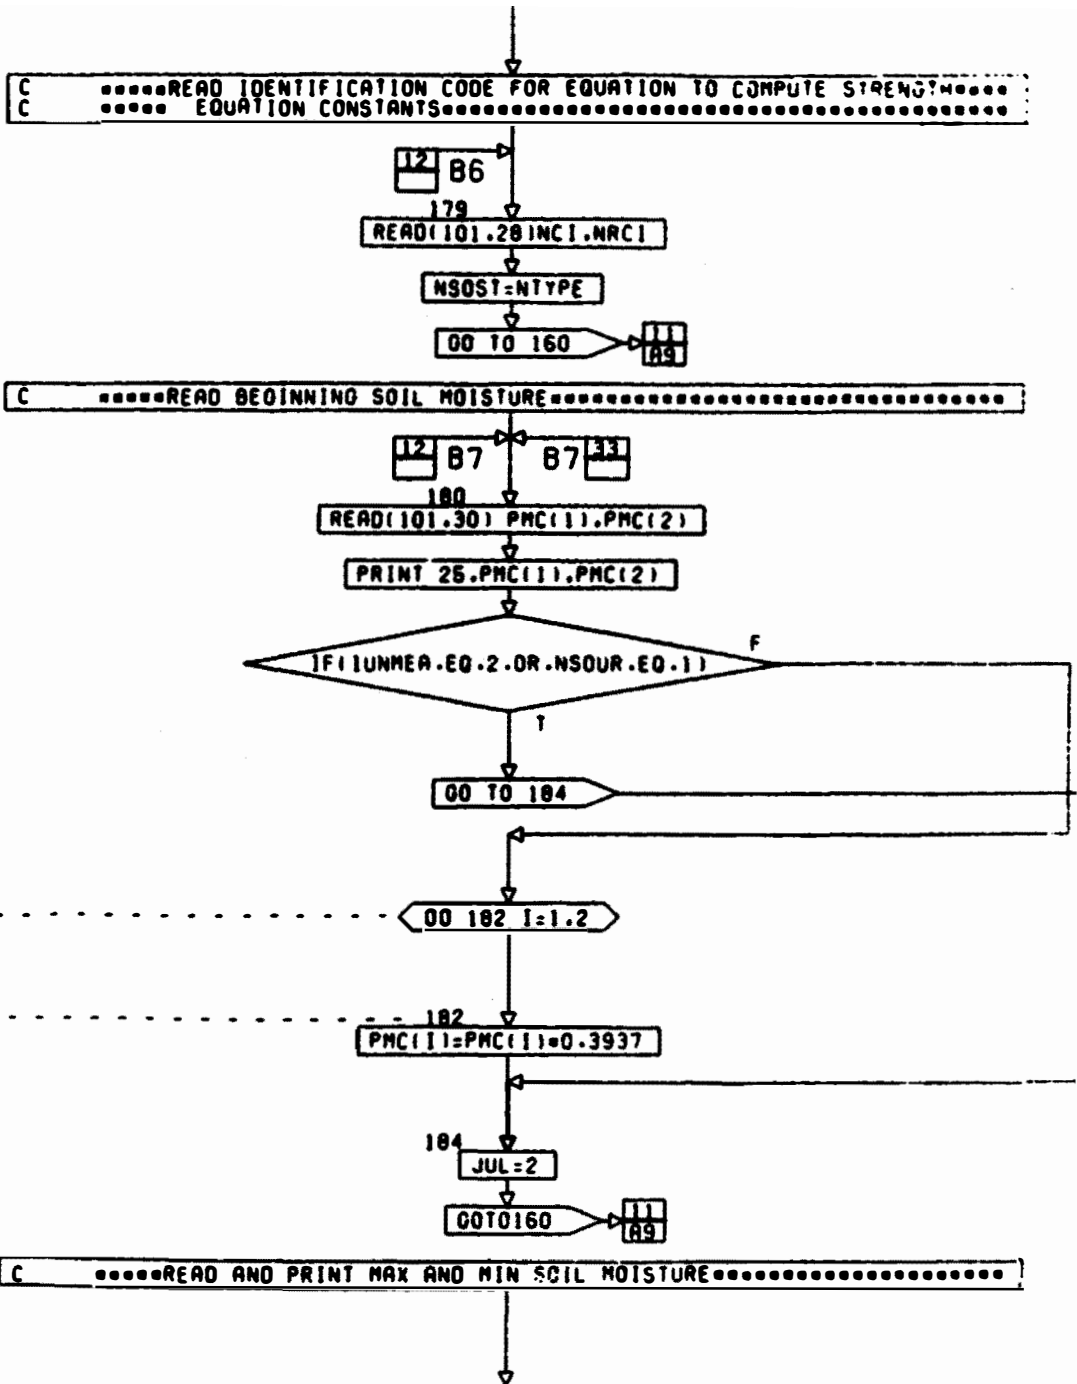 C *****READ IDENTIFICATION CODE FOR EQUATION TO COMPUTE STRENGTH*****
C ***** EQUATION CONSTANTS****************************************
12 B6
179
READ(101.28)NCI.NRCI
NSOST=NTYPE
GO TO 160
11
A9
C *****READ BEGINNING SOIL MOISTURE*********************************
12 B7 B7 33
180
READ(101.30) PMC(1).PMC(2)
PRINT 25.PMC(1).PMC(2)
IF(IUNMEA.EQ.2.OR.NSOUR.EQ.1)
F
T
GO TO 184
DO 182 I=1.2
182
PMC(I)=PMC(I)*0.3937
184
JUL=2
GOTO160
11
A9
C *****READ AND PRINT MAX AND MIN SOIL MOISTURE*********************